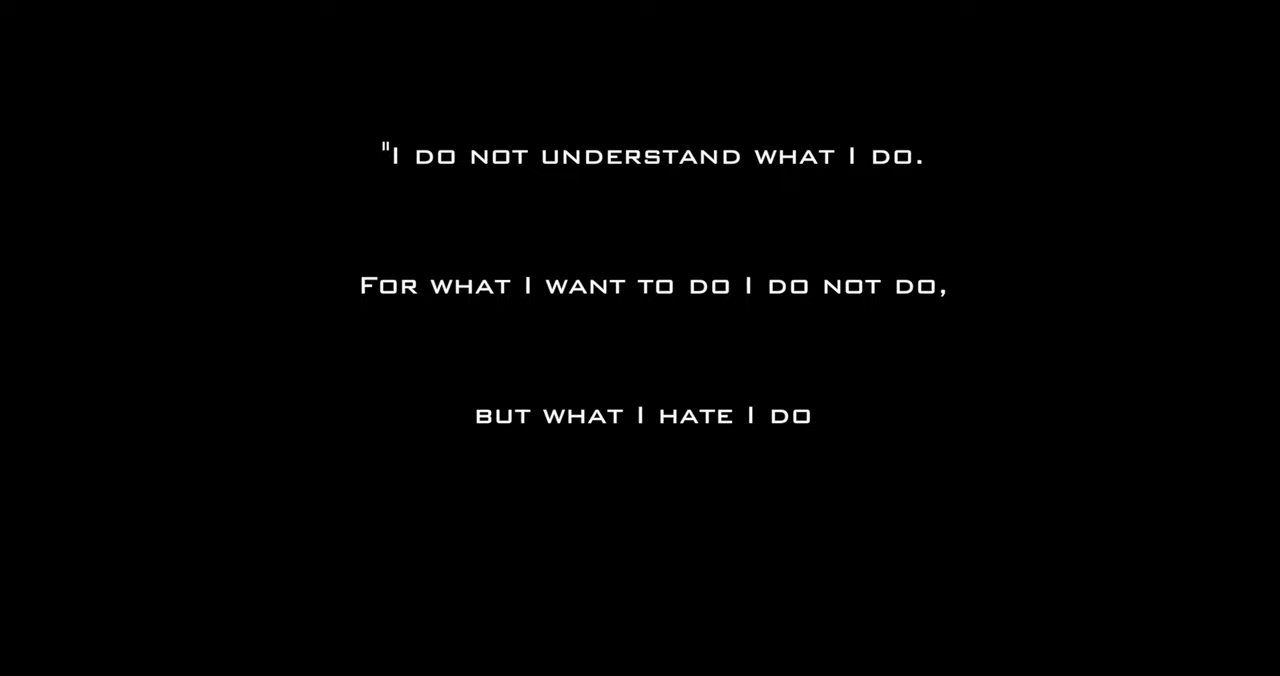 "I do not understand what I do.
For what I want to do I do not do,
but what I hate I do